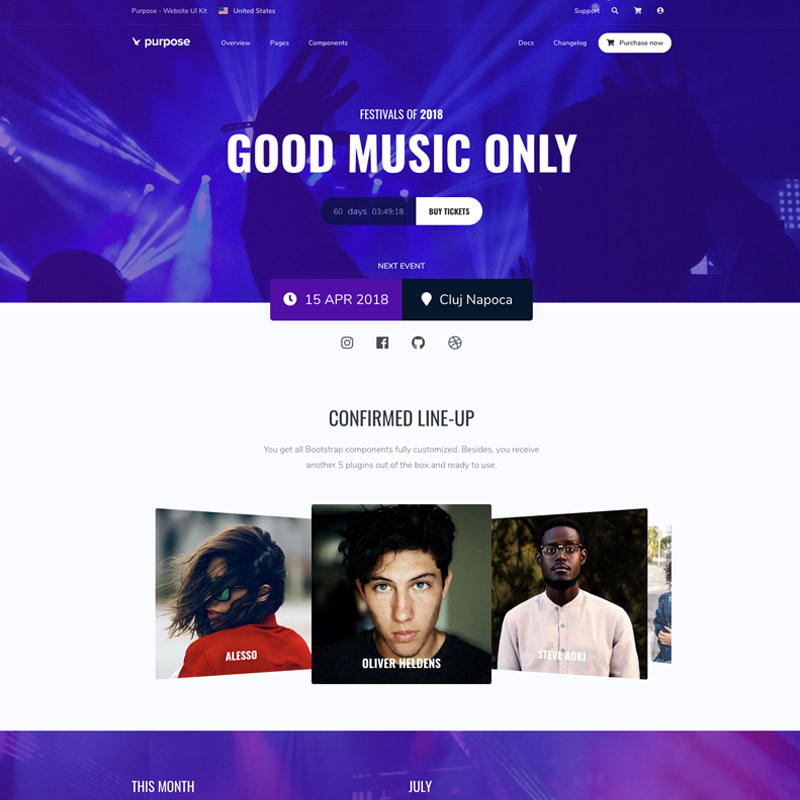 Purpose - Website UI Kit United States Support
purpose Overview Pages Components Docs Changelog Purchase now
FESTIVALS OF 2018
GOOD MUSIC ONLY
60 days 03:49:18 BUY TICKETS
NEXT EVENT
15 APR 2018 Cluj Napoca
CONFIRMED LINE-UP
You get all Bootstrap components fully customized. Besides, you receive
another 5 plugins out of the box and ready to use.
ALESSO
OLIVER HELDENS
STEVE AOKI
THIS MONTH JULY